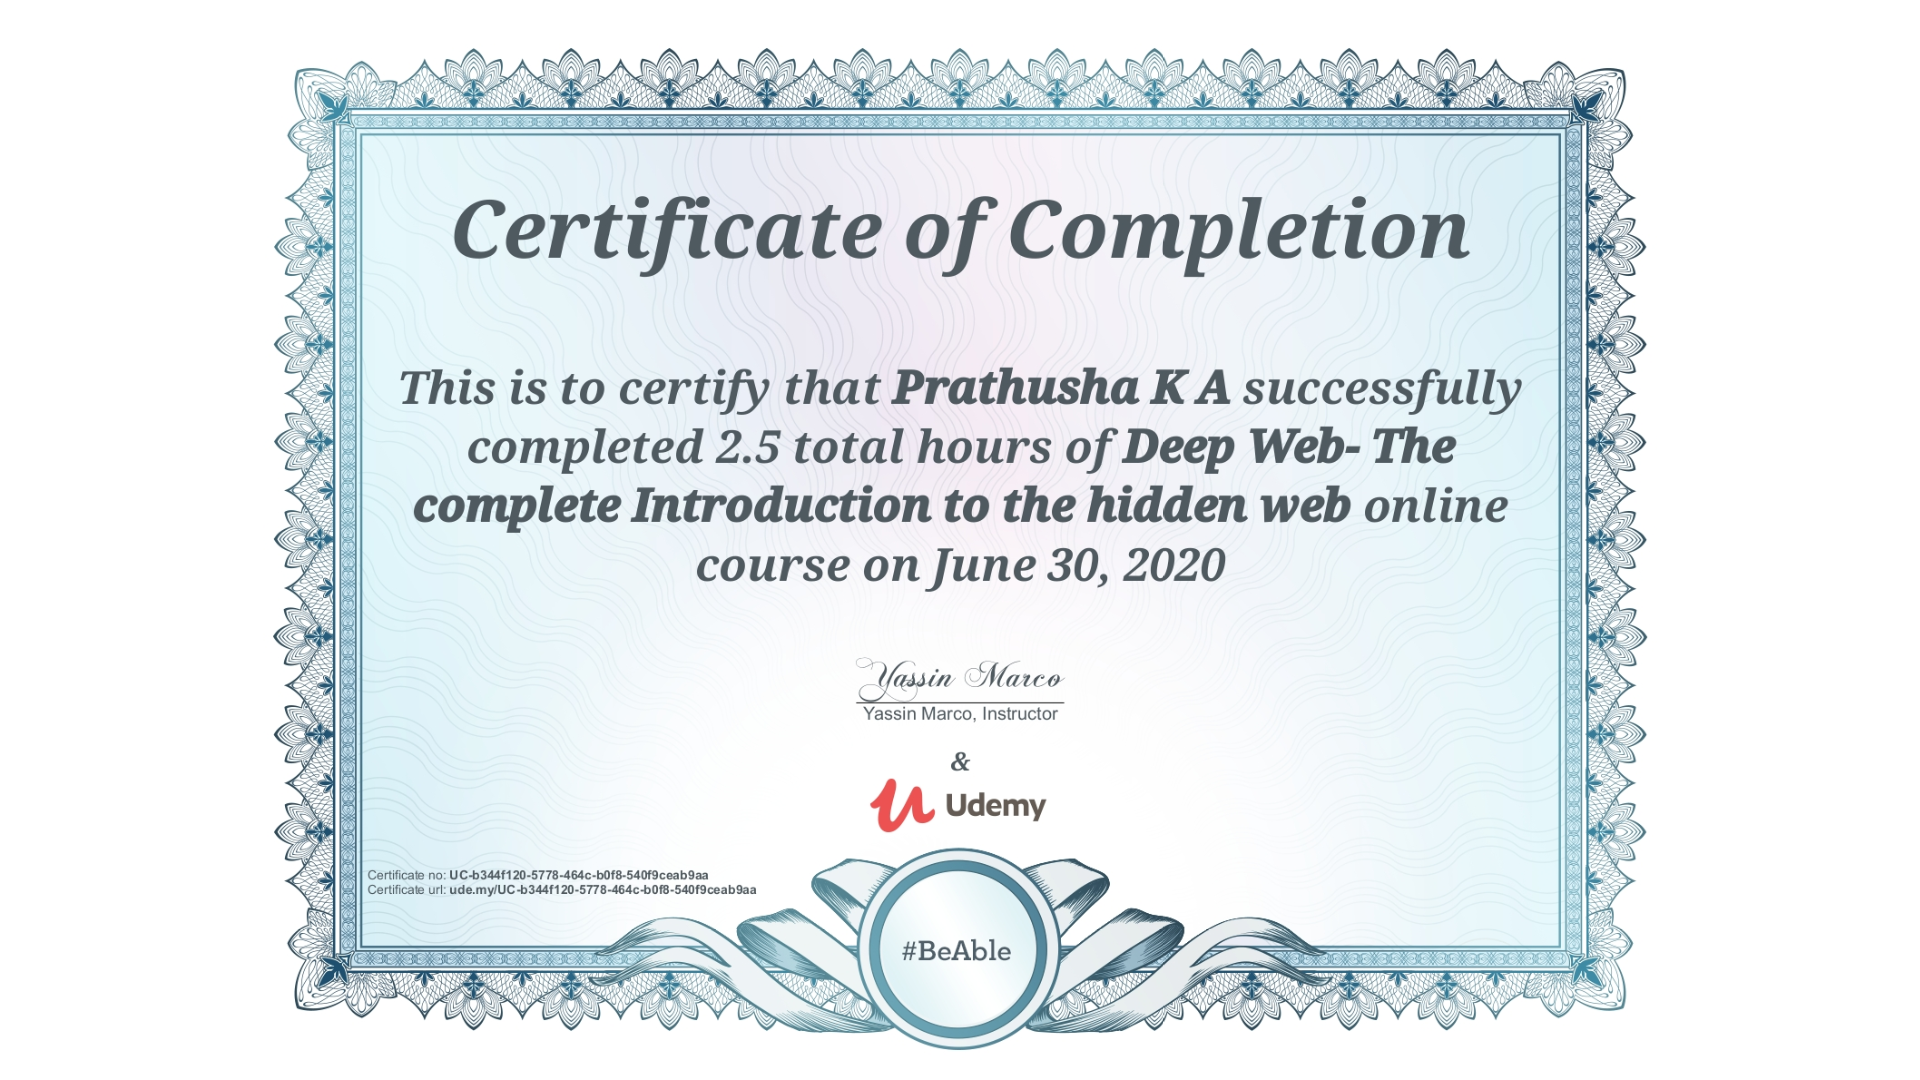 Certificate of Completion
This is to certify that Prathusha K A successfully
completed 2.5 total hours of Deep Web- The
complete Introduction to the hidden web online
course on June 30, 2020
Yassin Marco
Yassin Marco, Instructor
&
Udemy
Certificate no: UC-b344f120-5778-464c-b0f8-540f9ceab9aa
Certificate url: ude.my/UC-b344f120-5778-464c-b0f8-540f9ceab9aa
#BeAble